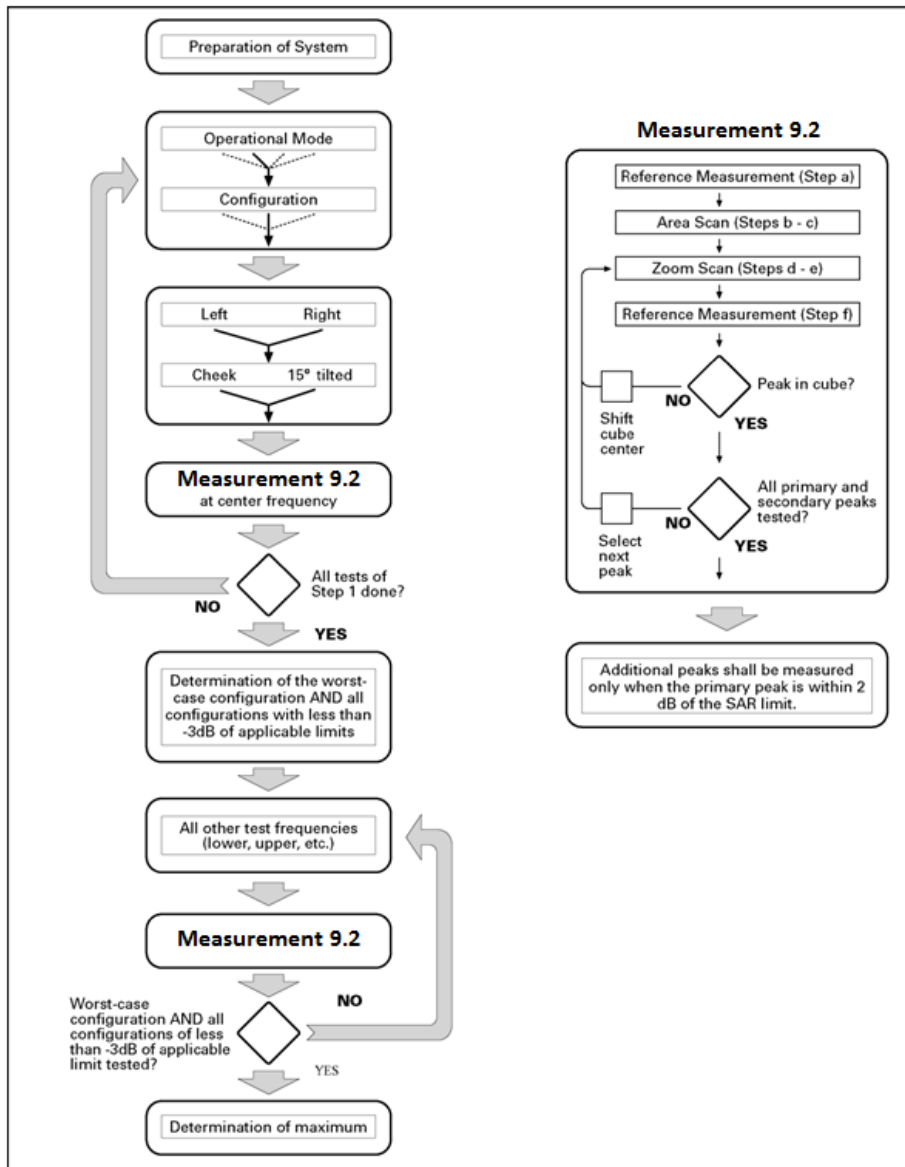 Preparation of System
Operational Mode
Configuration
Left Right
Cheek 15° tilted
Measurement 9.2
at center frequency
All tests of
Step 1 done?
NO
YES
Determination of the worst-
case configuration AND all
configurations with less than
-3dB of applicable limits
All other test frequencies
(lower, upper, etc.)
Measurement 9.2
NO
Worst-case
configuration AND all
configurations of less
than -3dB of applicable
limit tested?
YES
Determination of maximum
Measurement 9.2
Reference Measurement (Step a)
Area Scan (Steps b - c)
Zoom Scan (Steps d - e)
Reference Measurement (Step f)
Peak in cube?
NO
Shift
cube
center
YES
All primary and
secondary peaks
tested?
NO
Select
next
peak
YES
Additional peaks shall be measured
only when the primary peak is within 2
dB of the SAR limit.